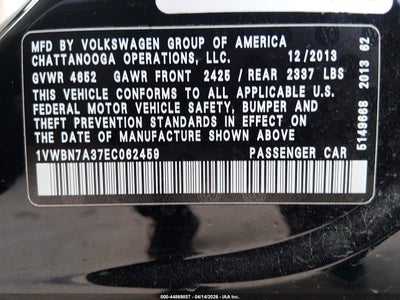 MFD BY VOLKSWAGEN GROUP OF AMERICA
CHATTANOOGA OPERATIONS, LLC. 12/2013
GVWR 4652 GAWR FRONT 2425 / REAR 2337 LBS
THIS VEHICLE CONFORMS TO ALL APPLICABLE U.S.
FEDERAL MOTOR VEHICLE SAFETY, BUMPER AND
THEFT PREVENTION STANDARDS IN EFFECT ON THE
DATE OF MANUFACTURE SHOWN ABOVE.
1VWBN7A37EC062459 PASSENGER CAR
5149668 2013 62
000-44869057 - 04/14/2026 - IAA Inc.